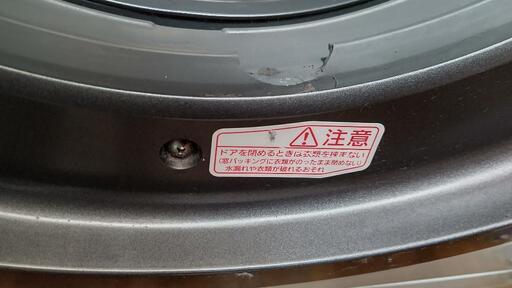 注意
ドアを閉めるときは衣類を挟まない
(窓パッキングに衣類がのったまま閉めない)
水漏れや衣類が破れるおそれ